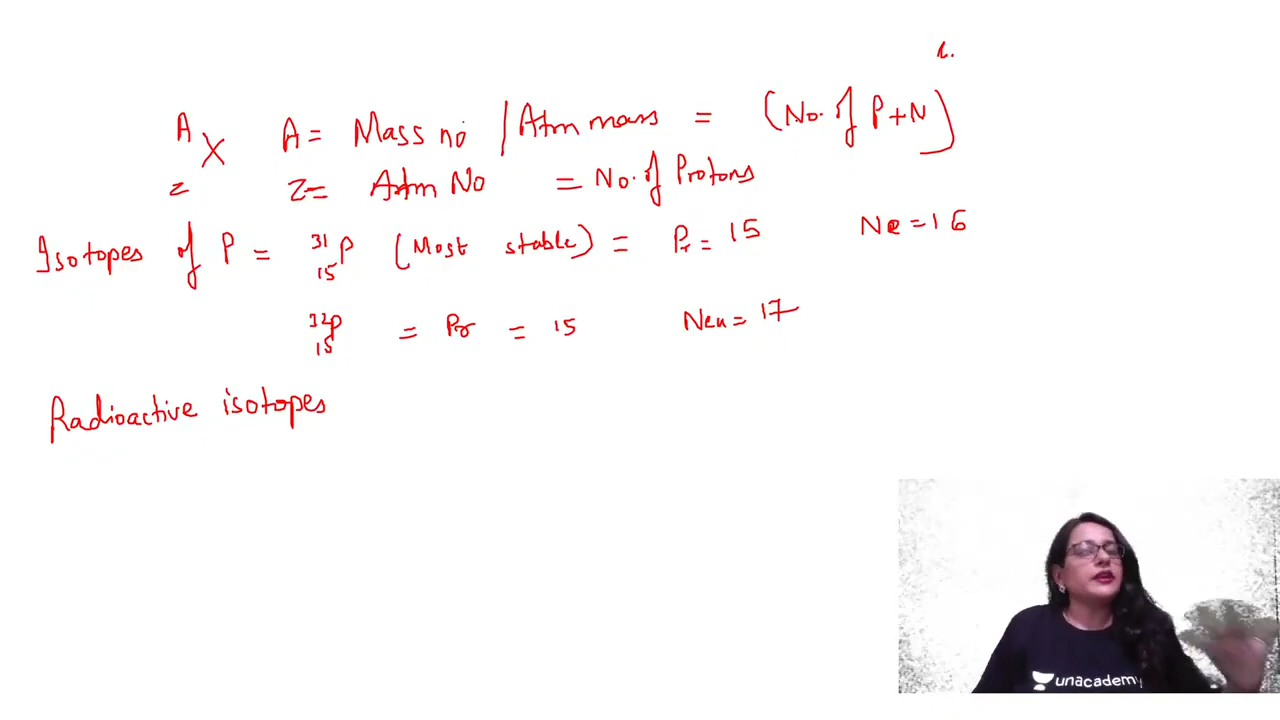 A X A = Mass no / Atm mass = (No. of P+N)
Z Z = Atm No = No. of Protons
Isotopes of P = 31 15 P (Most stable) = Pr = 15 Ne = 16
32 15 P = Pr = 15 Neu = 17
Radioactive isotopes
unacademy